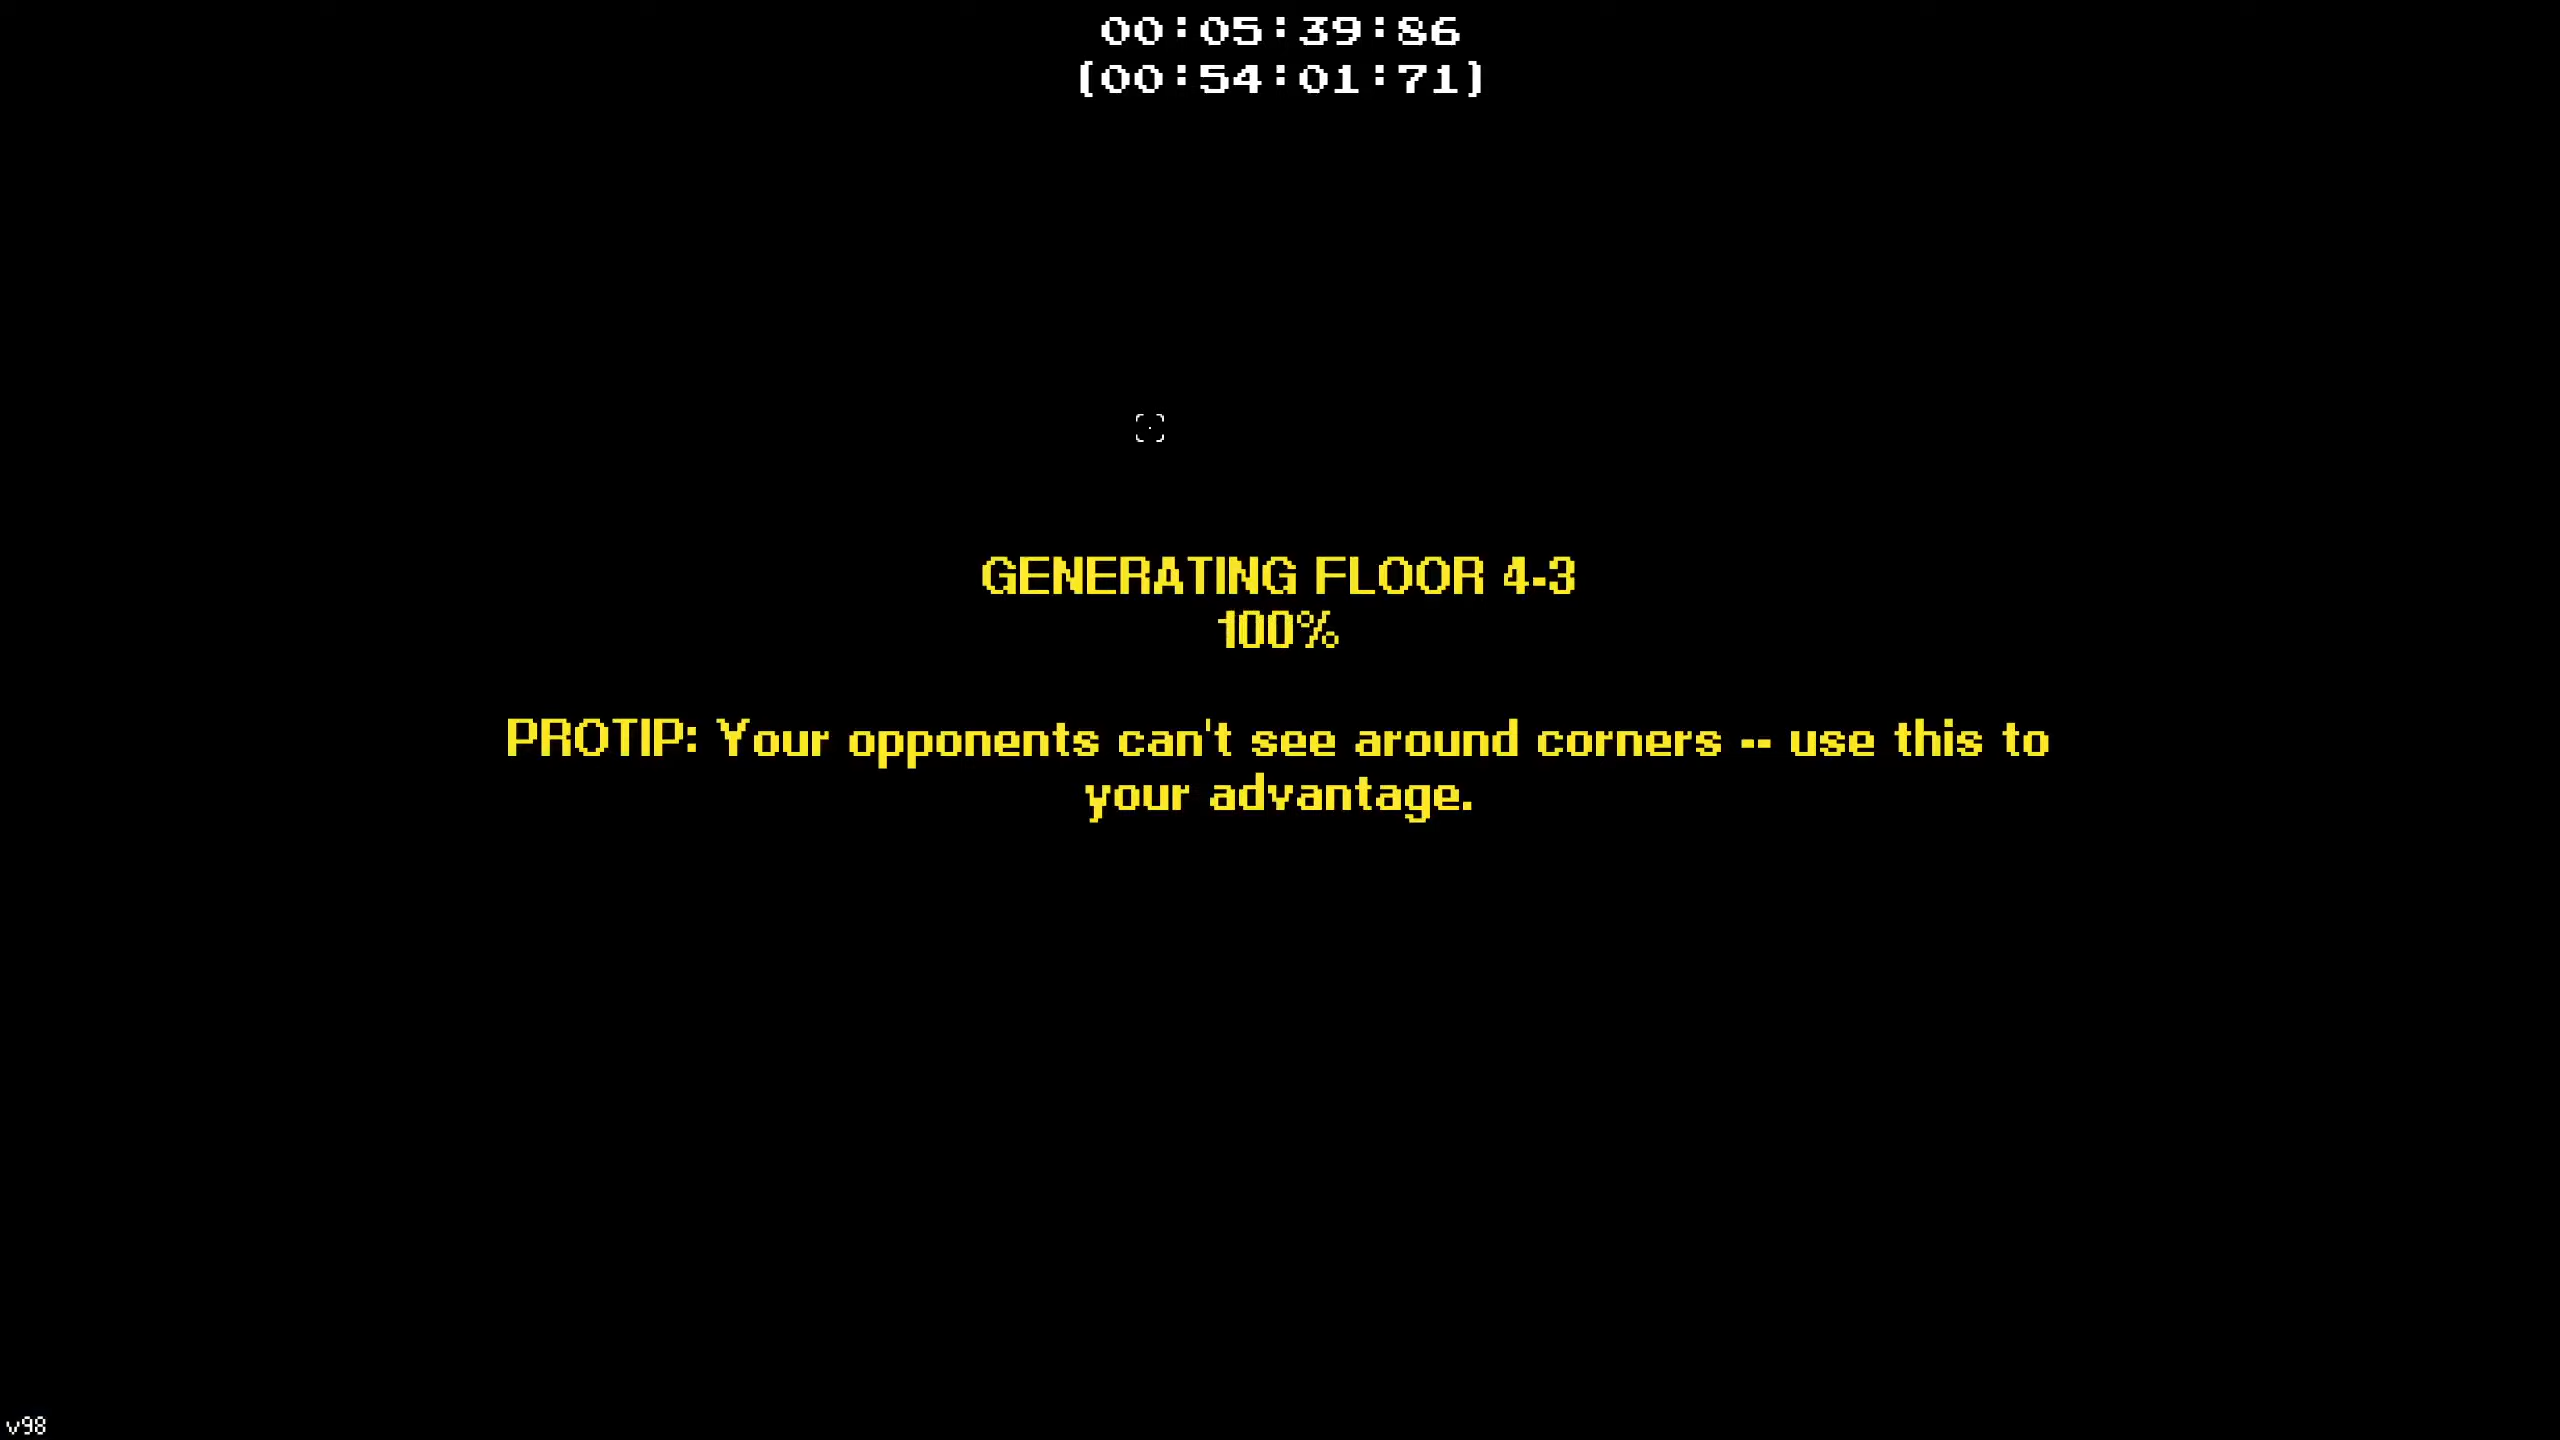 00:05:39:86
(00:54:01:71)
GENERATING FLOOR 4-3
100%
PROTIP: Your opponents can't see around corners -- use this to
your advantage.
v98